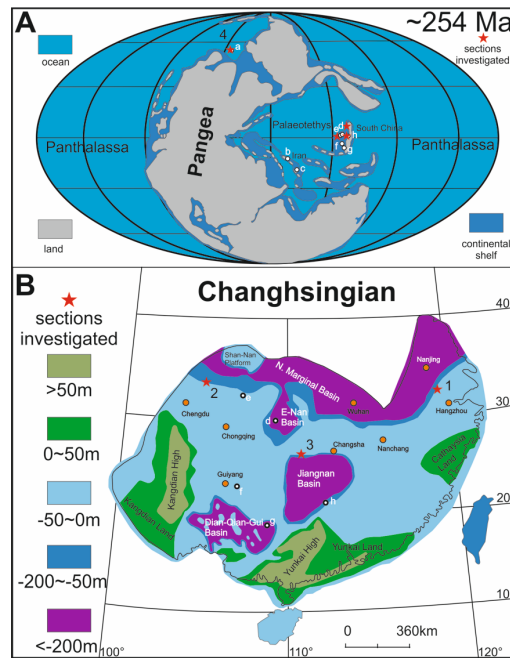 A
~254 Ma
4
a
ocean
sections
investigated
Palaeotethys
South China
d
h
b
Iran
c
g
Panthalassa
Pangea
Panthalassa
land
continental
shelf
B
Changhsingian
sections
investigated
>50m
0~50m
-50~0m
-200~-50m
<-200m
40
30
20
10
100°
110°
120°
Shan-Nan
Platform
N. Marginal Basin
Nanjing
1
Hangzhou
2
e
Chengdu
d
E-Nan
Basin
Wuhan
Chongqing
3
Changsha
Nanchang
Cathaysia
Land
Kangdian High
Guiyang
f
Jiangnan
Basin
h
Kangdian Land
Dian-Qian-Gui
Basin
g
Yunkai High
Yunkai Land
0
360km